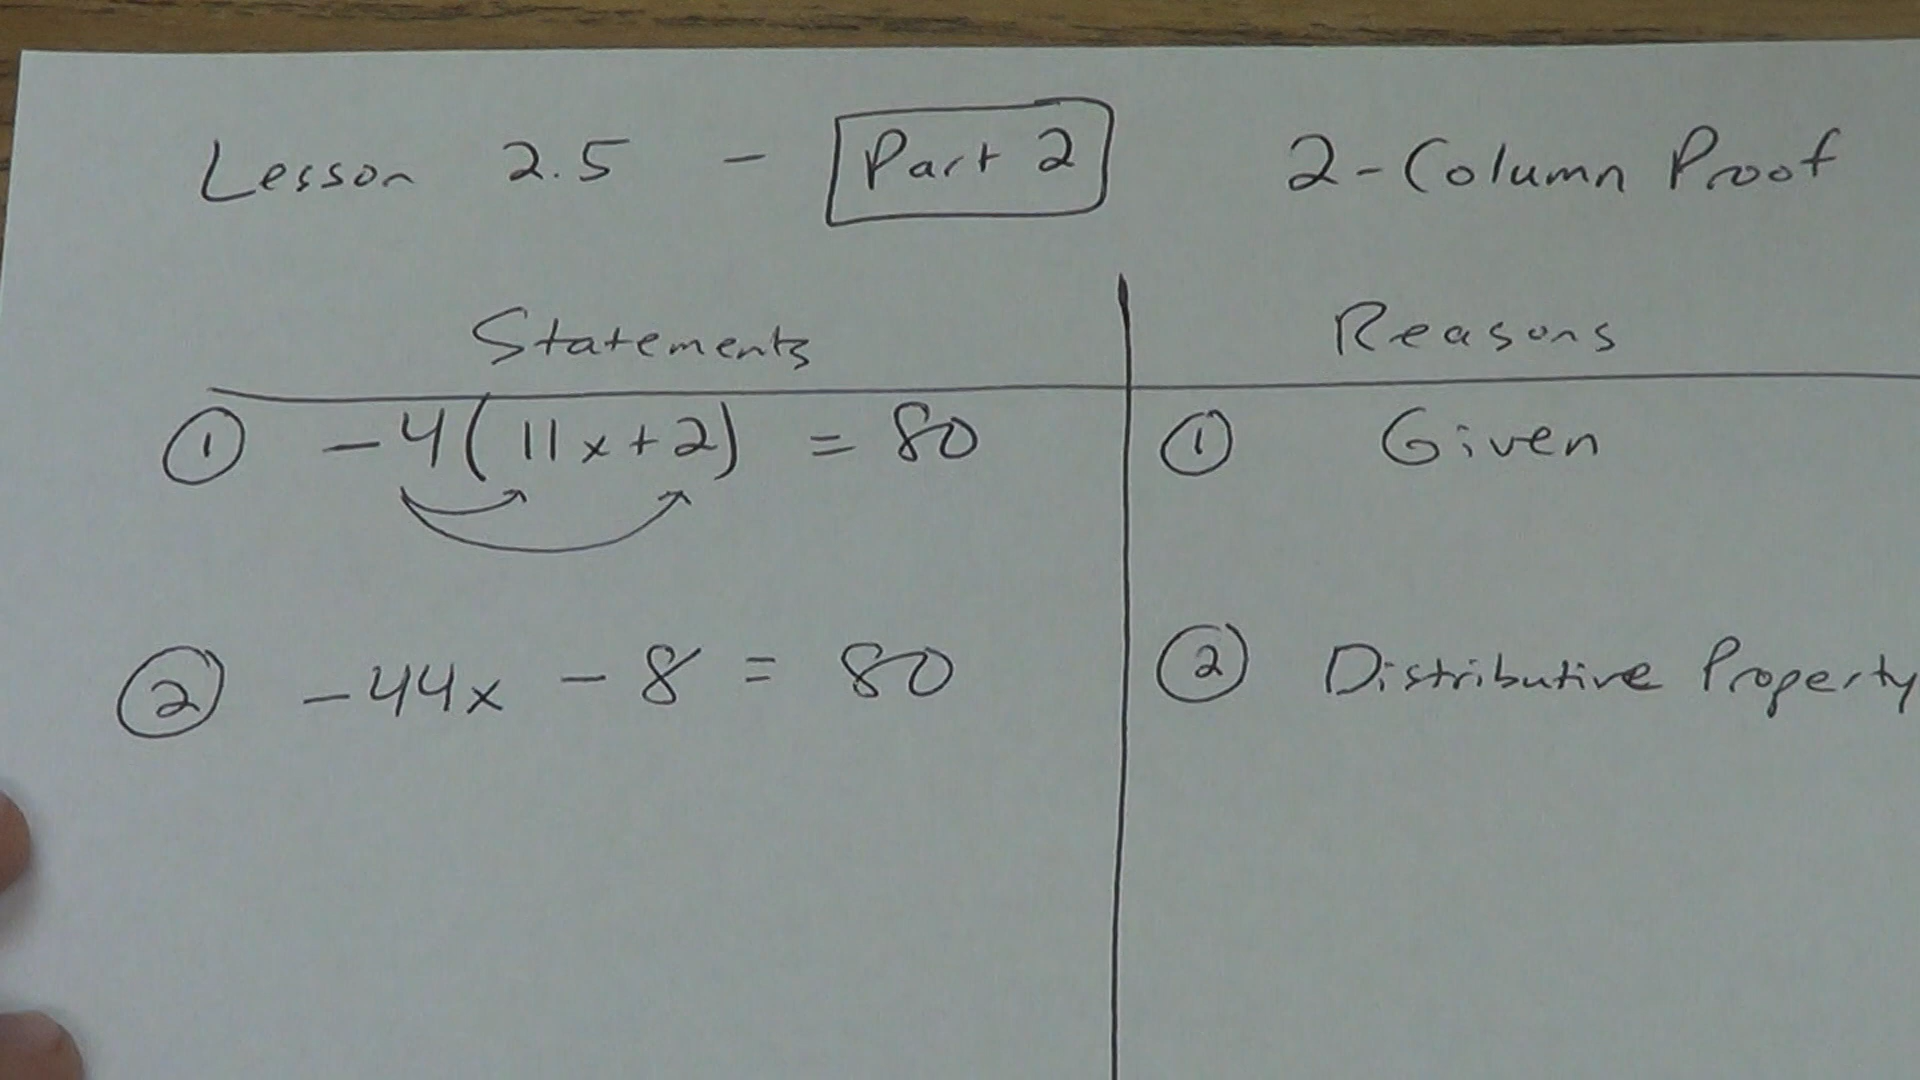 Lesson 2.5 - Part 2 2-Column Proof
Statements Reasons
① -4(11x+2) = 80 ① Given
② -44x - 8 = 80 ② Distributive Property